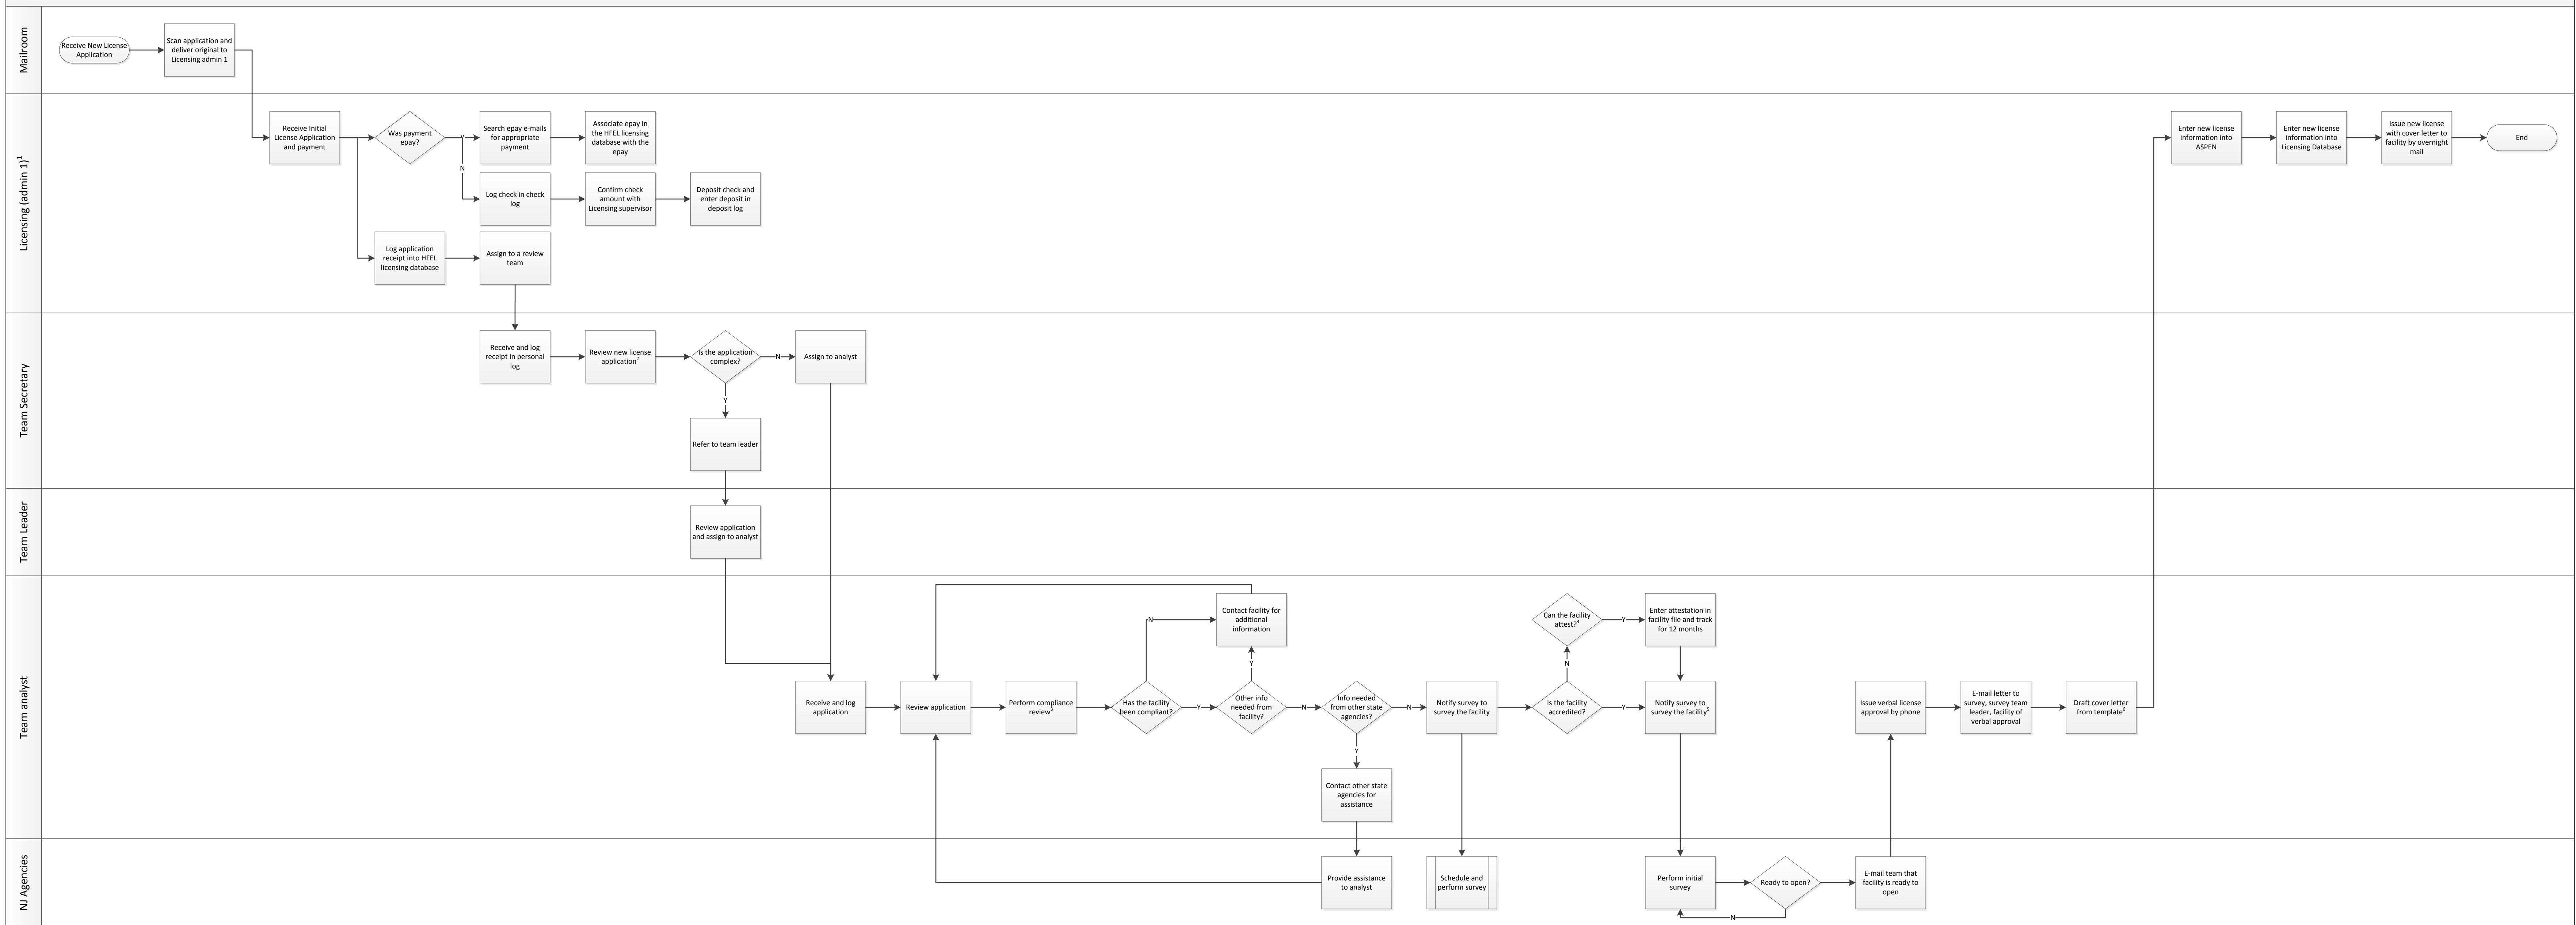 Mailroom
Receive New License
Application
Scan application and
deliver original to
Licensing admin 1
Licensing (admin 1)1
Receive Initial
License Application
and payment
Was payment
epay?
Y
N
Search epay e-mails
for appropriate
payment
Associate epay in
the HFEL licensing
database with the
epay
Log check in check
log
Confirm check
amount with
Licensing supervisor
Deposit check and
enter deposit in
deposit log
Log application
receipt into HFEL
licensing database
Assign to a review
team
Enter new license
information into
ASPEN
Enter new license
information into
Licensing Database
Issue new license
with cover letter to
facility by overnight
mail
End
Team Secretary
Receive and log
receipt in personal
log
Review new license
application2
Is the application
complex?
N
Assign to analyst
Y
Refer to team leader
Team Leader
Review application
and assign to analyst
Team analyst
Receive and log
application
Review application
Perform compliance
review3
Has the facility
been compliant?
N
Y
Contact facility for
additional
information
Y
Other info
needed from
facility?
N
Info needed
from other state
agencies?
N
Y
Contact other state
agencies for
assistance
Notify survey to
survey the facility
Is the facility
accredited?
N
Y
Can the facility
attest?4
Y
Enter attestation in
facility file and track
for 12 months
Notify survey to
survey the facility5
Issue verbal license
approval by phone
E-mail letter to
survey, survey team
leader, facility of
verbal approval
Draft cover letter
from template6
NJ Agencies
Provide assistance
to analyst
Schedule and
perform survey
Perform initial
survey
Ready to open?
N
E-mail team that
facility is ready to
open